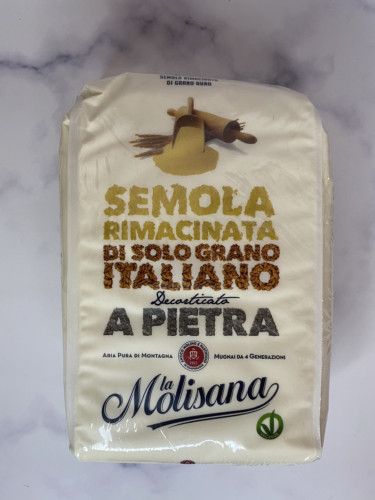 SEMOLA RIMACINATA
DI GRANO DURO
SEMOLA
RIMACINATA
DI SOLO GRANO
ITALIANO
Decorticato
A PIETRA
ARIA PURA DI MONTAGNA
MUGNAI DA 4 GENERAZIONI
la
Molisana